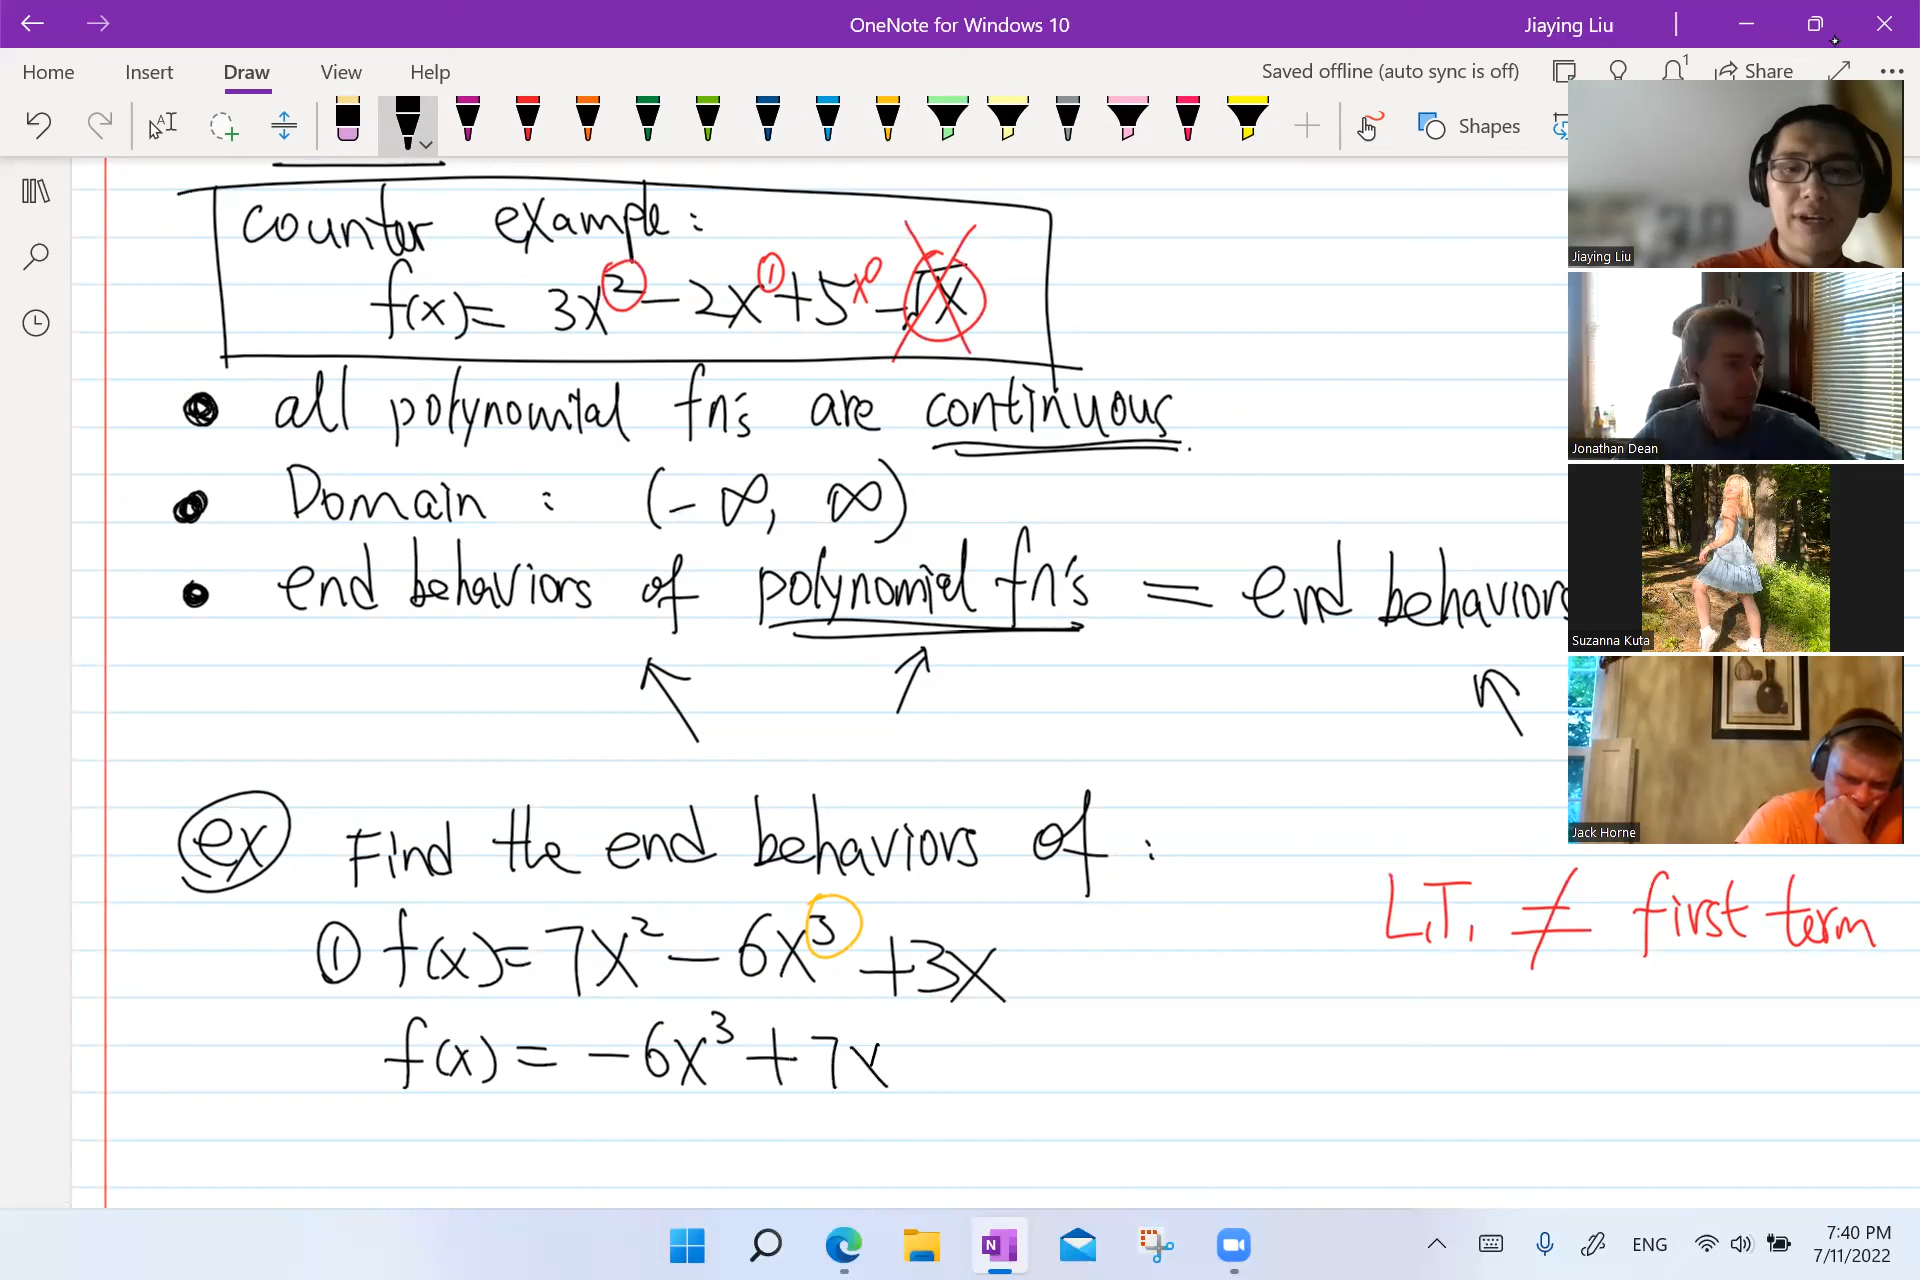 OneNote for Windows 10
Jiaying Liu
Home Insert Draw View Help
Saved offline (auto sync is off)
1
Share
Shapes
counter example:
f(x) = 3x² - 2x¹ + 5x⁰ - √x
all polynomial fn's are continuous.
Domain : (-∞, ∞)
end behaviors of polynomial fn's = end behaviors
ex Find the end behaviors of :
① f(x) = 7x² - 6x³ + 3x
L.T. ≠ first term
f(x) = -6x³ + 7x
Jiaying Liu
Jonathan Dean
Suzanna Kuta
Jack Horne
ENG
7:40 PM
7/11/2022